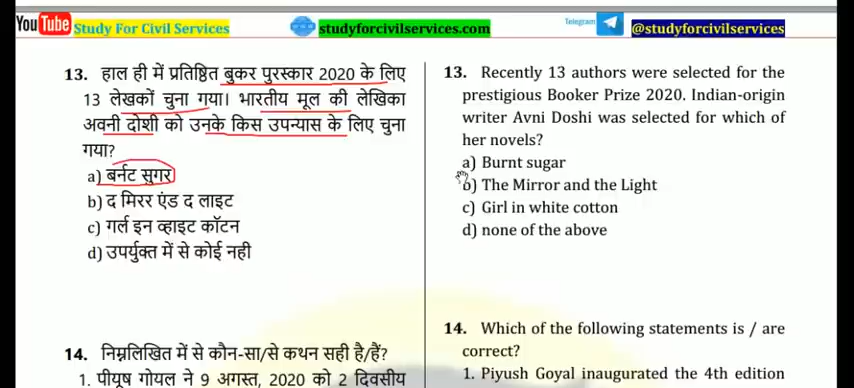 You Tube Study For Civil Services
studyforcivilservices.com
Telegram
@studyforcivilservices
13. हाल ही में प्रतिष्ठित बुकर पुरस्कार 2020 के लिए
13 लेखकों चुना गया। भारतीय मूल की लेखिका
अवनी दोशी को उनके किस उपन्यास के लिए चुना
गया?
a) बर्नट सुगर
b) द मिरर एंड द लाइट
c) गर्ल इन व्हाइट कॉटन
d) उपर्युक्त में से कोई नही
14. निम्नलिखित में से कौन-सा/से कथन सही है/हैं?
1. पीयूष गोयल ने 9 अगस्त, 2020 को 2 दिवसीय
13. Recently 13 authors were selected for the
prestigious Booker Prize 2020. Indian-origin
writer Avni Doshi was selected for which of
her novels?
a) Burnt sugar
b) The Mirror and the Light
c) Girl in white cotton
d) none of the above
14. Which of the following statements is / are
correct?
1. Piyush Goyal inaugurated the 4th edition